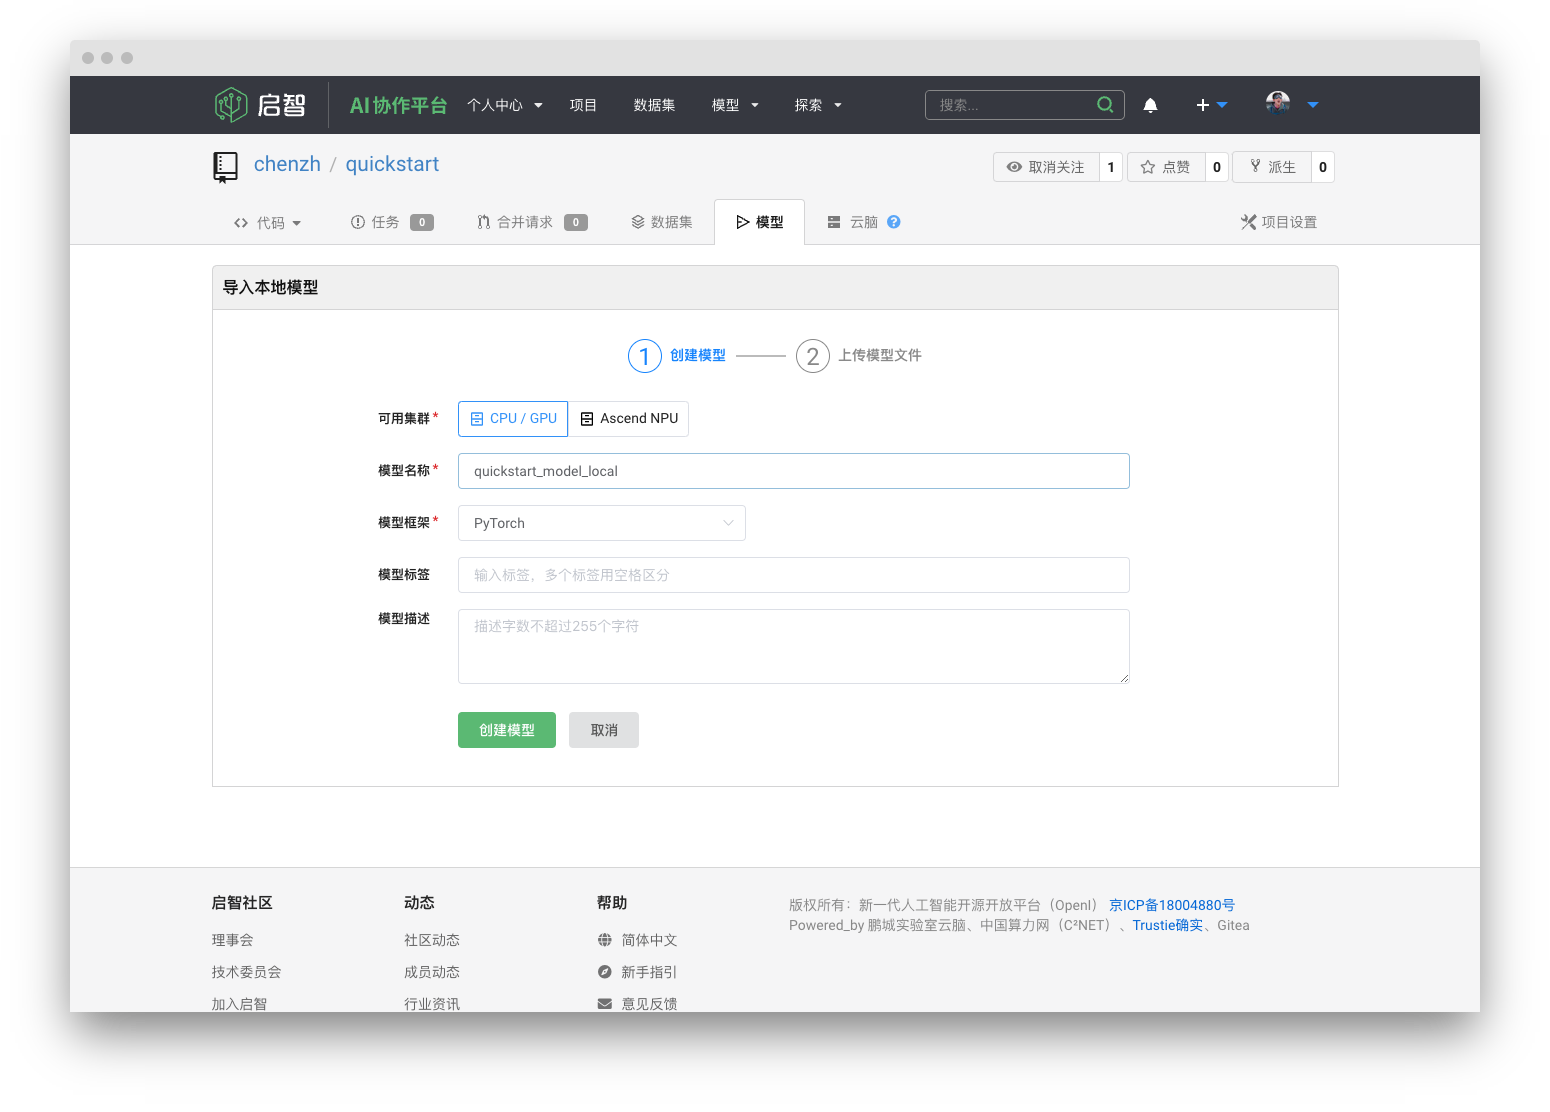 启智 AI协作平台 个人中心 项目 数据集 模型 探索 搜索...
chenzh / quickstart 取消关注 1 点赞 0 派生 0
代码 任务 0 合并请求 0 数据集 模型 云脑 ? 项目设置
导入本地模型
1 创建模型 2 上传模型文件
可用集群* CPU / GPU Ascend NPU
模型名称* quickstart_model_local
模型框架* PyTorch
模型标签 输入标签，多个标签用空格区分
模型描述 描述字数不超过255个字符
创建模型 取消
启智社区 动态 帮助 版权所有：新一代人工智能开源开放平台（OpenI） 京ICP备18004880号
Powered_by 鹏城实验室云脑、中国算力网（C²NET）、Trustie确实、Gitea
理事会 社区动态 简体中文
技术委员会 成员动态 新手指引
加入启智 行业资讯 意见反馈